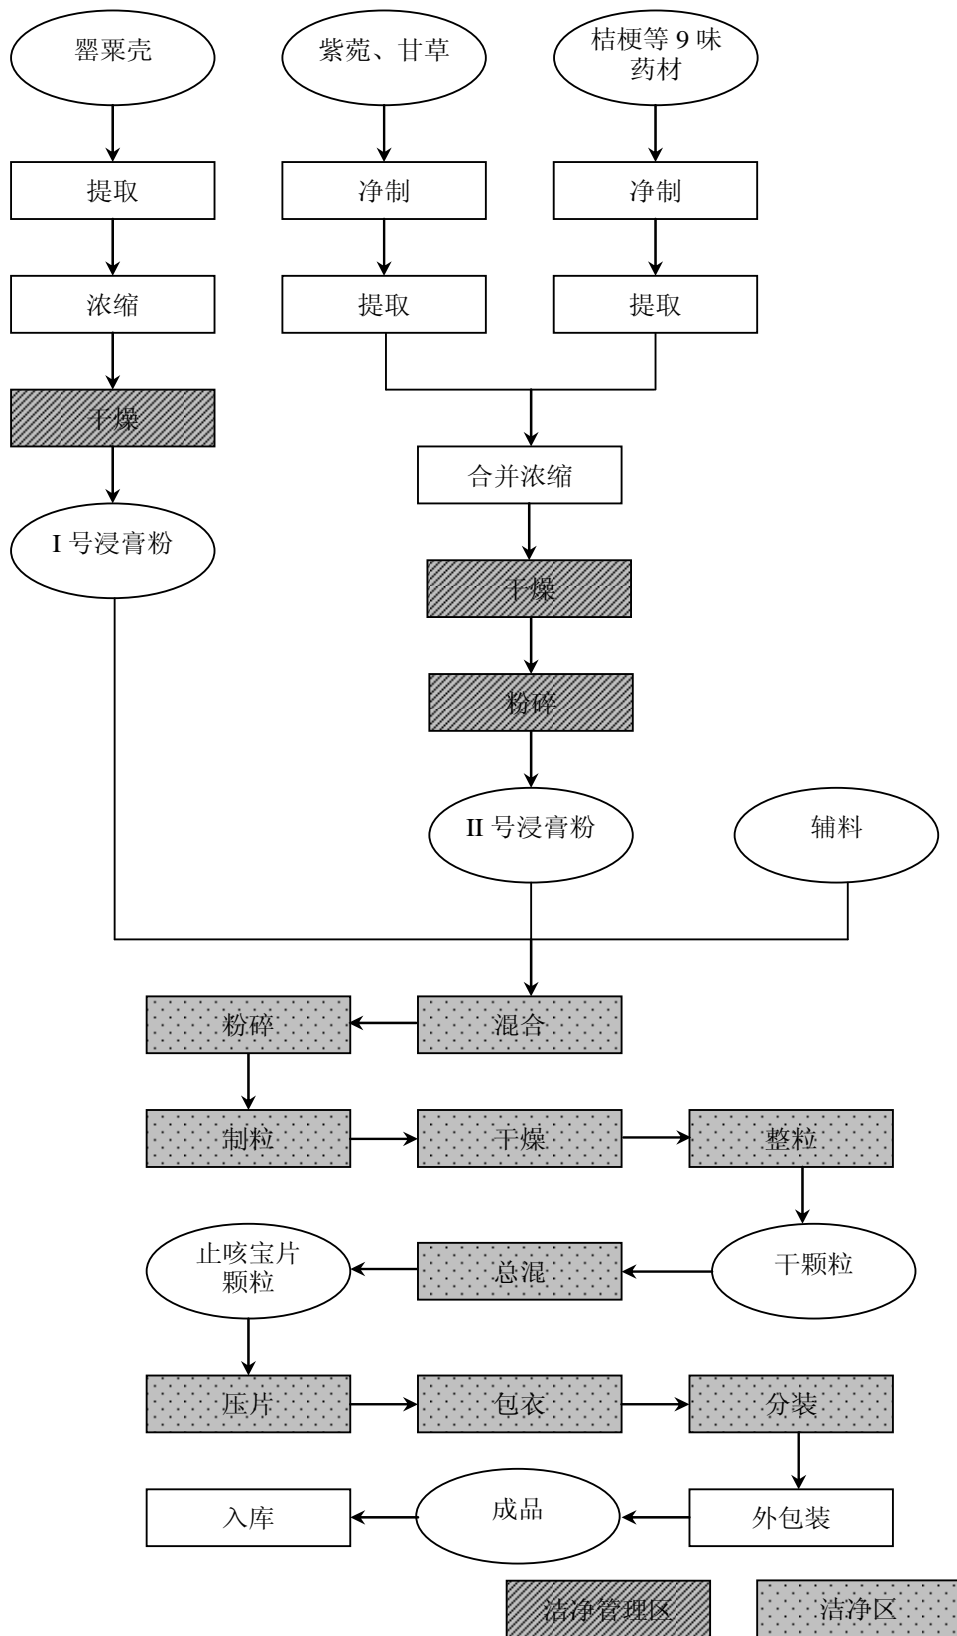 罂粟壳
紫菀、甘草
桔梗等 9 味
药材
提取
净制
净制
浓缩
提取
提取
干燥
合并浓缩
I 号浸膏粉
干燥
粉碎
II 号浸膏粉
辅料
粉碎
混合
制粒
干燥
整粒
止咳宝片
颗粒
总混
干颗粒
压片
包衣
分装
入库
成品
外包装
洁净管理区
洁净区